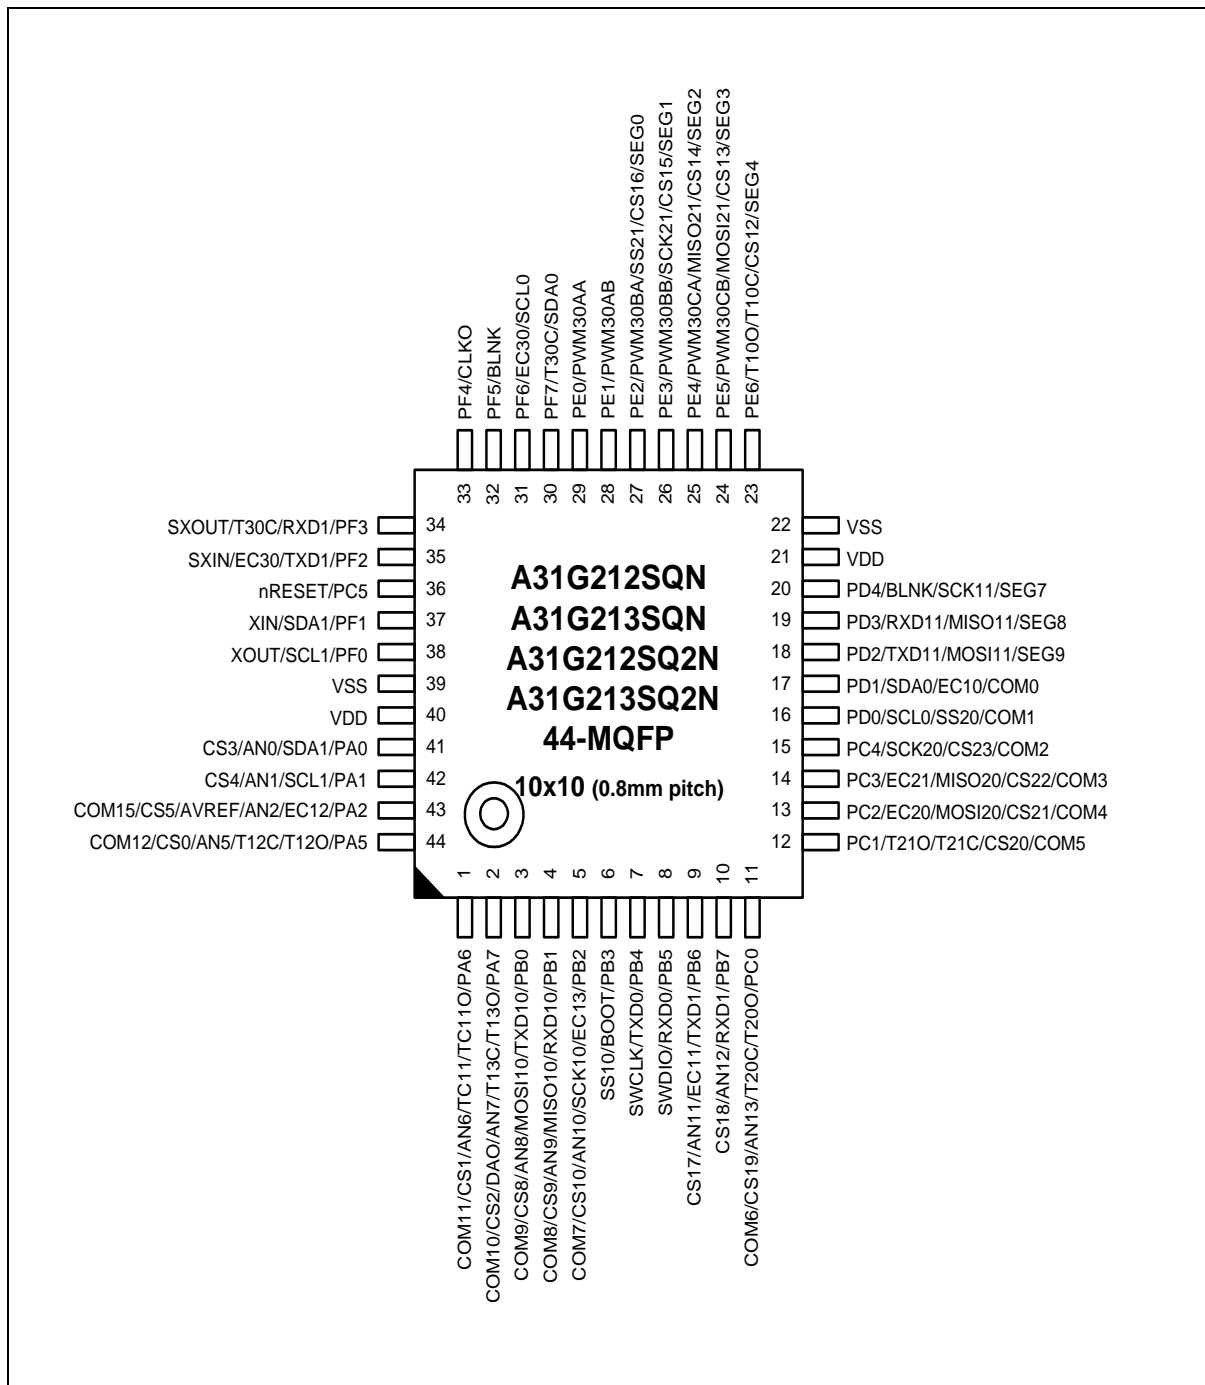 PF4/CLKO
PF5/BLNK
PF6/EC30/SCL0
PF7/T30C/SDA0
PE0/PWM30AA
PE1/PWM30AB
PE2/PWM30BA/SS21/CS16/SEG0
PE3/PWM30BB/SCK21/CS15/SEG1
PE4/PWM30CA/MISO21/CS14/SEG2
PE5/PWM30CB/MOSI21/CS13/SEG3
PE6/T10O/T10C/CS12/SEG4
33 32 31 30 29 28 27 26 25 24 23
SXOUT/T30C/RXD1/PF3 34
SXIN/EC30/TXD1/PF2 35
nRESET/PC5 36
XIN/SDA1/PF1 37
XOUT/SCL1/PF0 38
VSS 39
VDD 40
CS3/AN0/SDA1/PA0 41
CS4/AN1/SCL1/PA1 42
COM15/CS5/AVREF/AN2/EC12/PA2 43
COM12/CS0/AN5/T12C/T12O/PA5 44
A31G212SQN
A31G213SQN
A31G212SQ2N
A31G213SQ2N
44-MQFP
10x10 (0.8mm pitch)
22 VSS
21 VDD
20 PD4/BLNK/SCK11/SEG7
19 PD3/RXD11/MISO11/SEG8
18 PD2/TXD11/MOSI11/SEG9
17 PD1/SDA0/EC10/COM0
16 PD0/SCL0/SS20/COM1
15 PC4/SCK20/CS23/COM2
14 PC3/EC21/MISO20/CS22/COM3
13 PC2/EC20/MOSI20/CS21/COM4
12 PC1/T21O/T21C/CS20/COM5
1 2 3 4 5 6 7 8 9 10 11
COM11/CS1/AN6/TC11/TC11O/PA6
COM10/CS2/DAO/AN7/T13C/T13O/PA7
COM9/CS8/AN8/MOSI10/TXD10/PB0
COM8/CS9/AN9/MISO10/RXD10/PB1
COM7/CS10/AN10/SCK10/EC13/PB2
SS10/BOOT/PB3
SWCLK/TXD0/PB4
SWDIO/RXD0/PB5
CS17/AN11/EC11/TXD1/PB6
CS18/AN12/RXD1/PB7
COM6/CS19/AN13/T20C/T20O/PC0